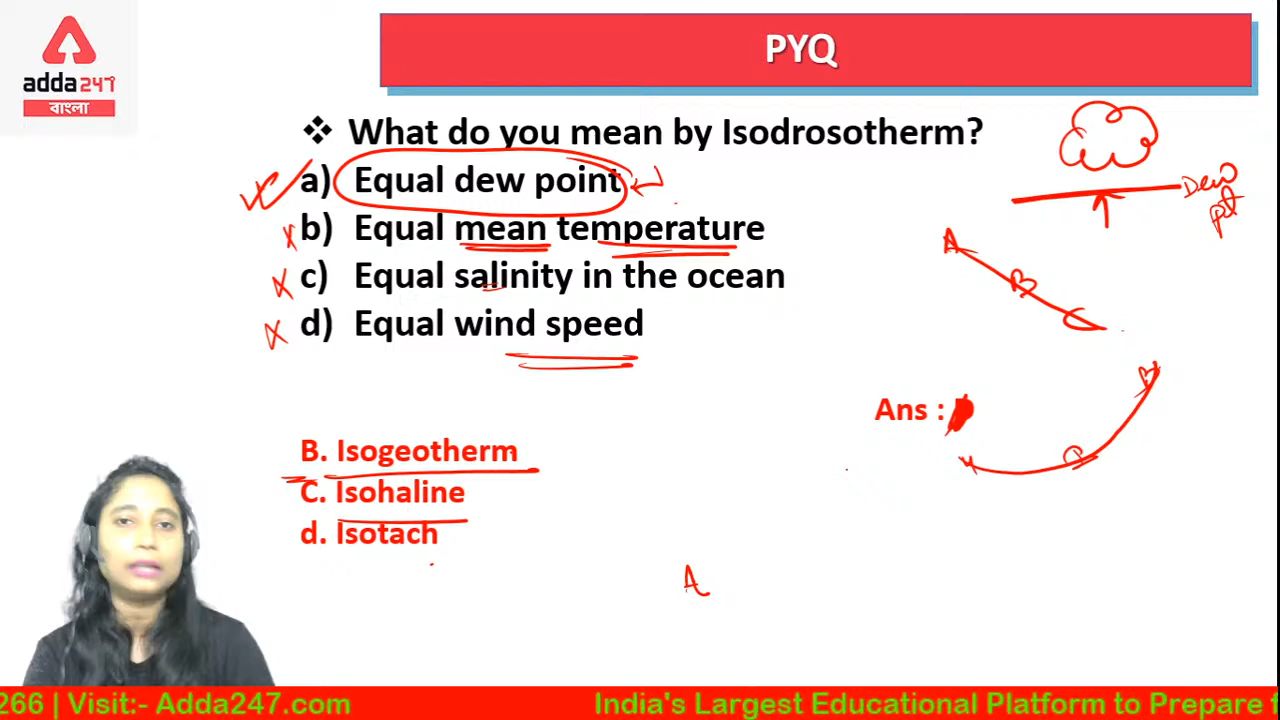 adda247
বাংলা
PYQ
❖ What do you mean by Isodrosotherm?
a) Equal dew point
b) Equal mean temperature
c) Equal salinity in the ocean
d) Equal wind speed
Dew
pt
A
B
C
Ans :
B. Isogeotherm
C. Isohaline
d. Isotach
A
266 | Visit:- Adda247.com
India's Largest Educational Platform to Prepare f